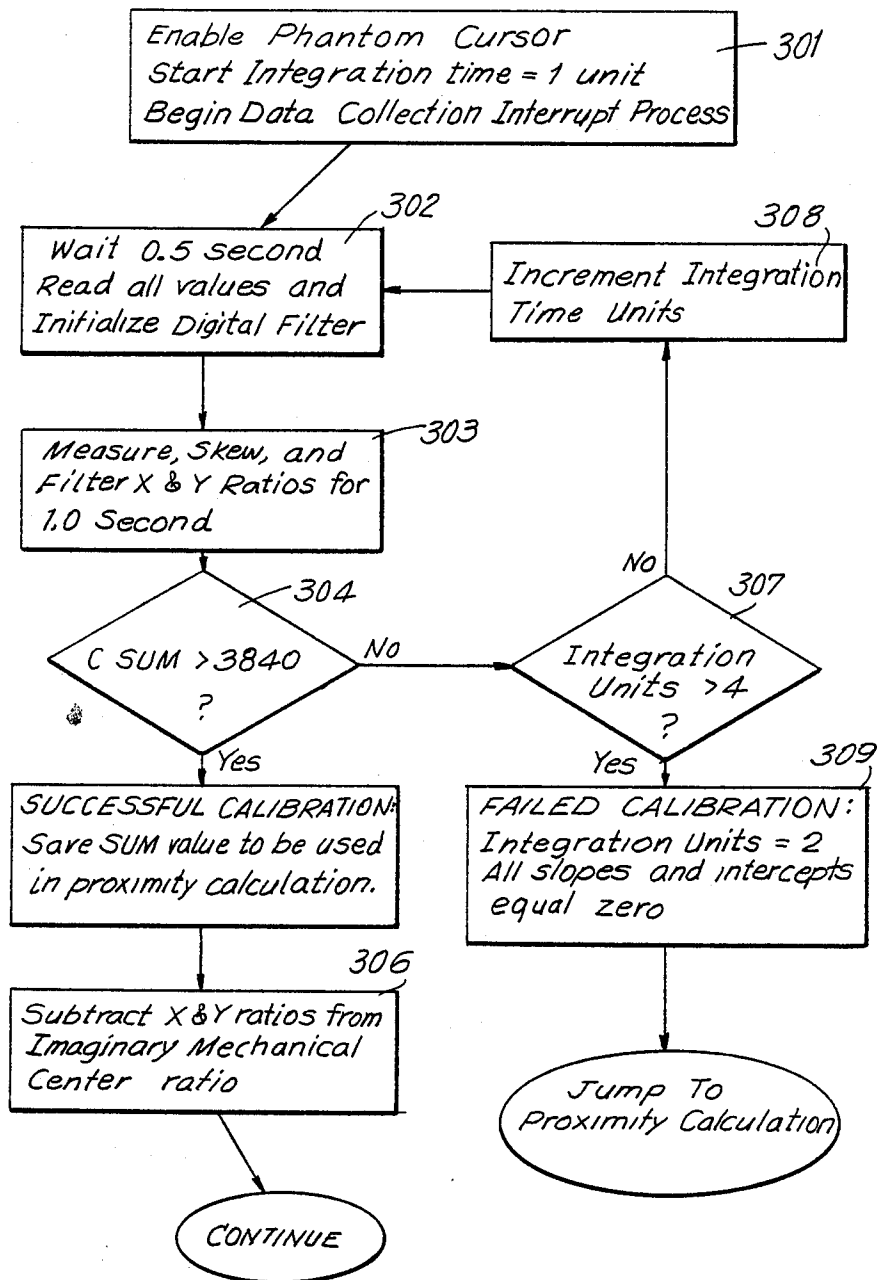 Enable Phantom Cursor
Start Integration time = 1 unit
Begin Data Collection Interrupt Process
301
302
Wait 0.5 second
Read all values and
Initialize Digital Filter
308
Increment Integration
Time Units
303
Measure, Skew, and
Filter X & Y Ratios for
1.0 Second
304
C SUM >3840
?
No
Yes
307
Integration
Units >4
?
No
Yes
SUCCESSFUL CALIBRATION:
Save SUM value to be used
in proximity calculation.
309
FAILED CALIBRATION:
Integration Units = 2
All slopes and intercepts
equal zero
306
Subtract X & Y ratios from
Imaginary Mechanical
Center ratio
Jump To
Proximity Calculation
CONTINUE